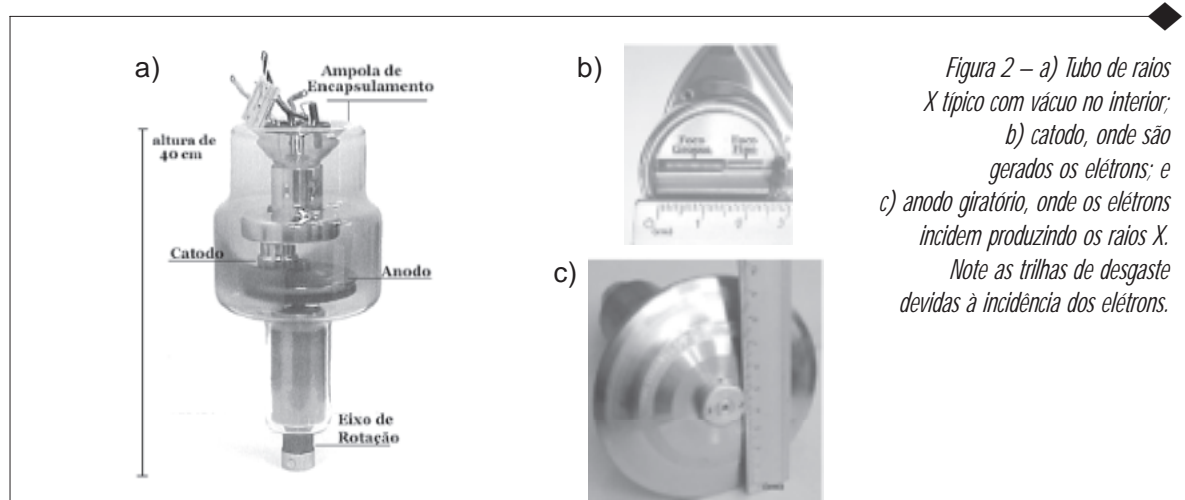 a)
Ampola de
Encapsulamento
altura de
40 cm
Catodo
Anodo
Eixo de
Rotação
b)
Foco
Grosso
Foco
Fino
0
1
c)
Figura 2 – a) Tubo de raios
X típico com vácuo no interior;
b) catodo, onde são
gerados os elétrons; e
c) anodo giratório, onde os elétrons
incidem produzindo os raios X.
Note as trilhas de desgaste
devidas à incidência dos elétrons.